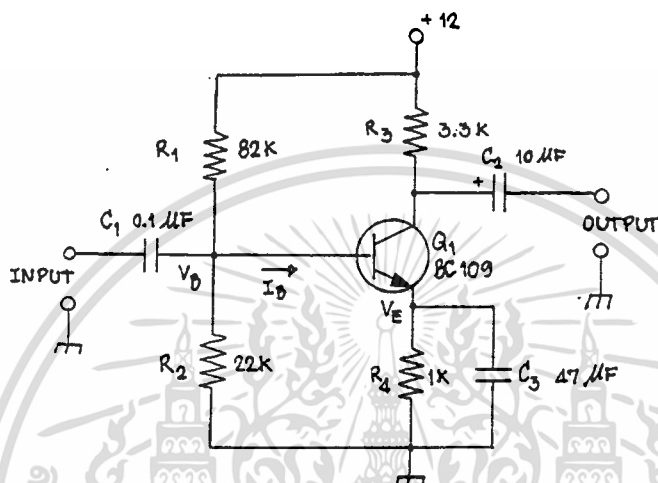 + 12
R1 82K
R3 3.3K
C2 10 µF
+
C1 0.1 µF
OUTPUT
Q1
BC 109
INPUT
VB
IB
VE
R2 22K
R4 1K
C3 47 µF